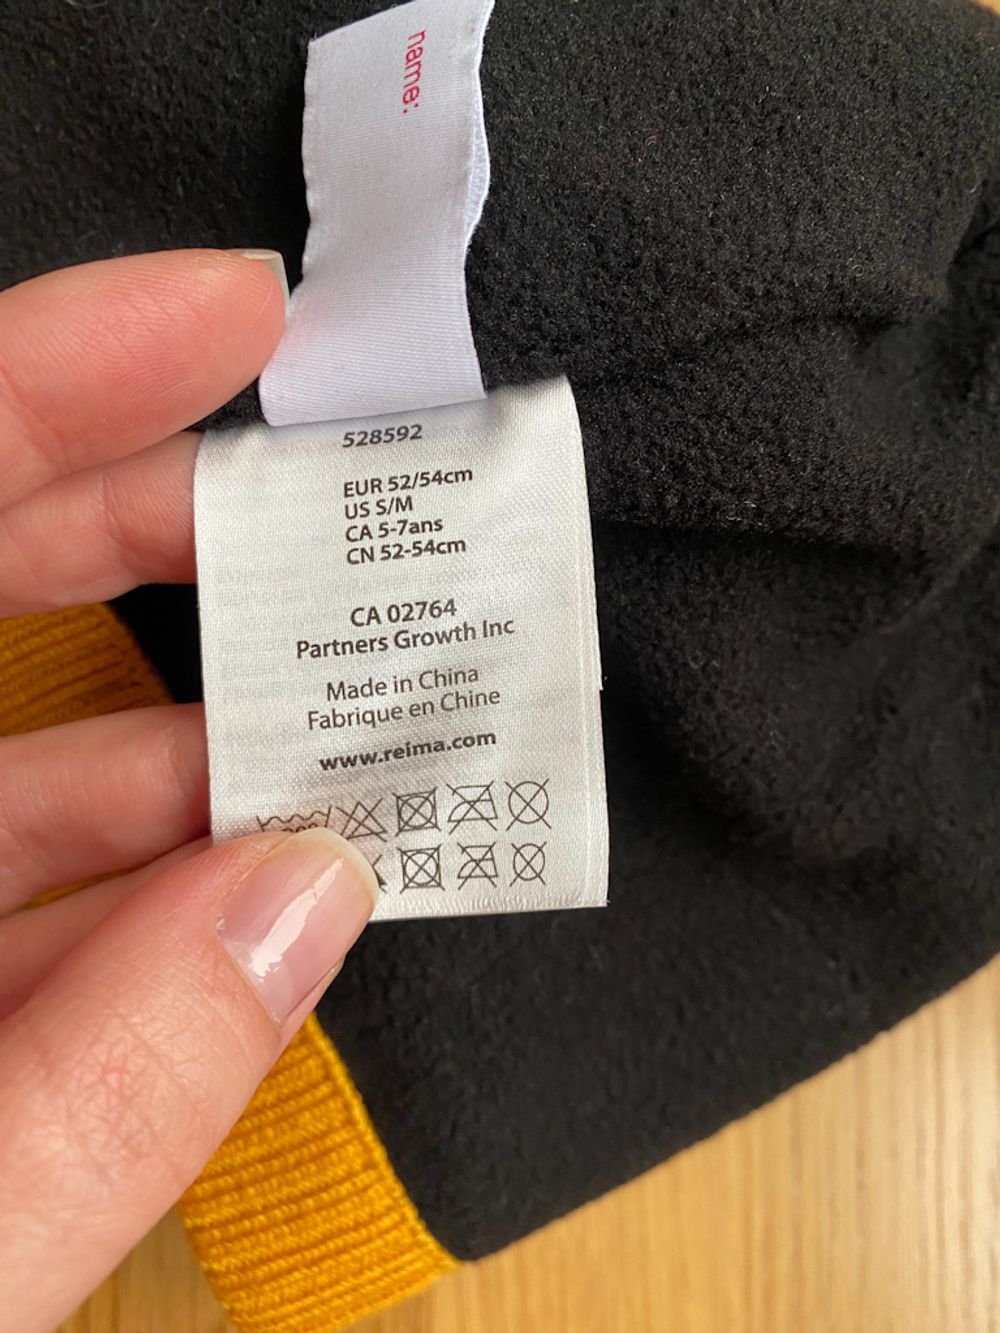 name:
528592
EUR 52/54cm
US S/M
CA 5-7ans
CN 52-54cm
CA 02764
Partners Growth Inc
Made in China
Fabrique en Chine
www.reima.com